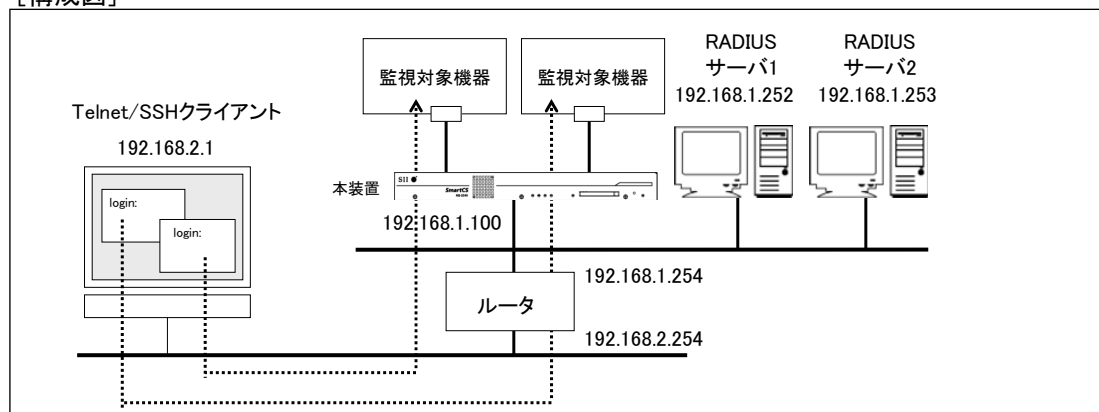 [構成図]
監視対象機器
監視対象機器
RADIUS
サーバ1
192.168.1.252
RADIUS
サーバ2
192.168.1.253
Telnet/SSHクライアント
192.168.2.1
login:
login:
本装置
SII
SmartCS
192.168.1.100
192.168.1.254
ルータ
192.168.2.254